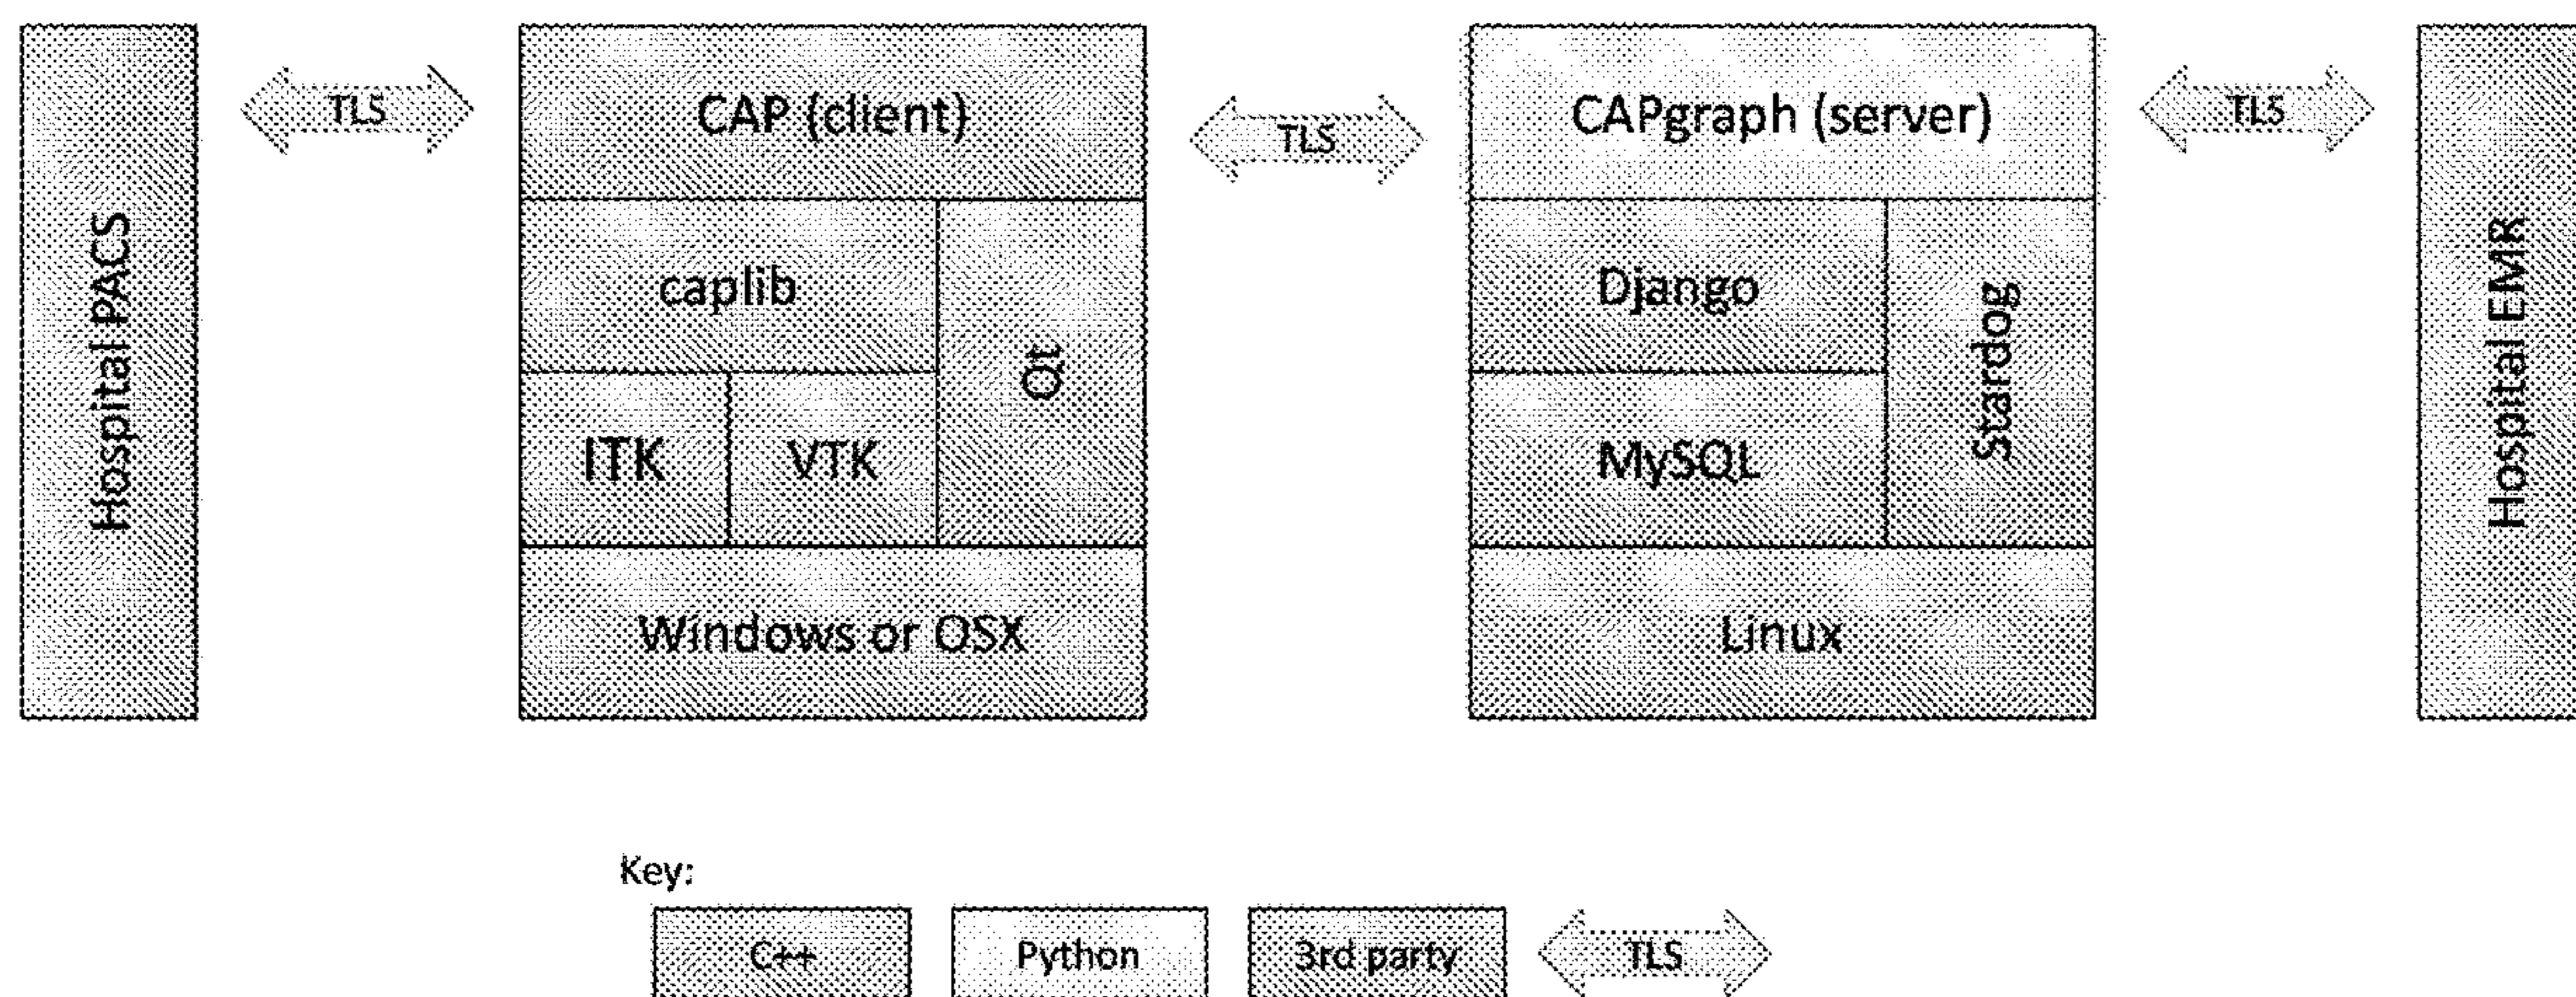 Hospital PACS
TLS
CAP (client)
caplib
Qt
ITK
VTK
Windows or OSX
TLS
CAPgraph (server)
Django
Stardog
MySQL
Linux
TLS
Hospital EMR
Key:
C++
Python
3rd party
TLS